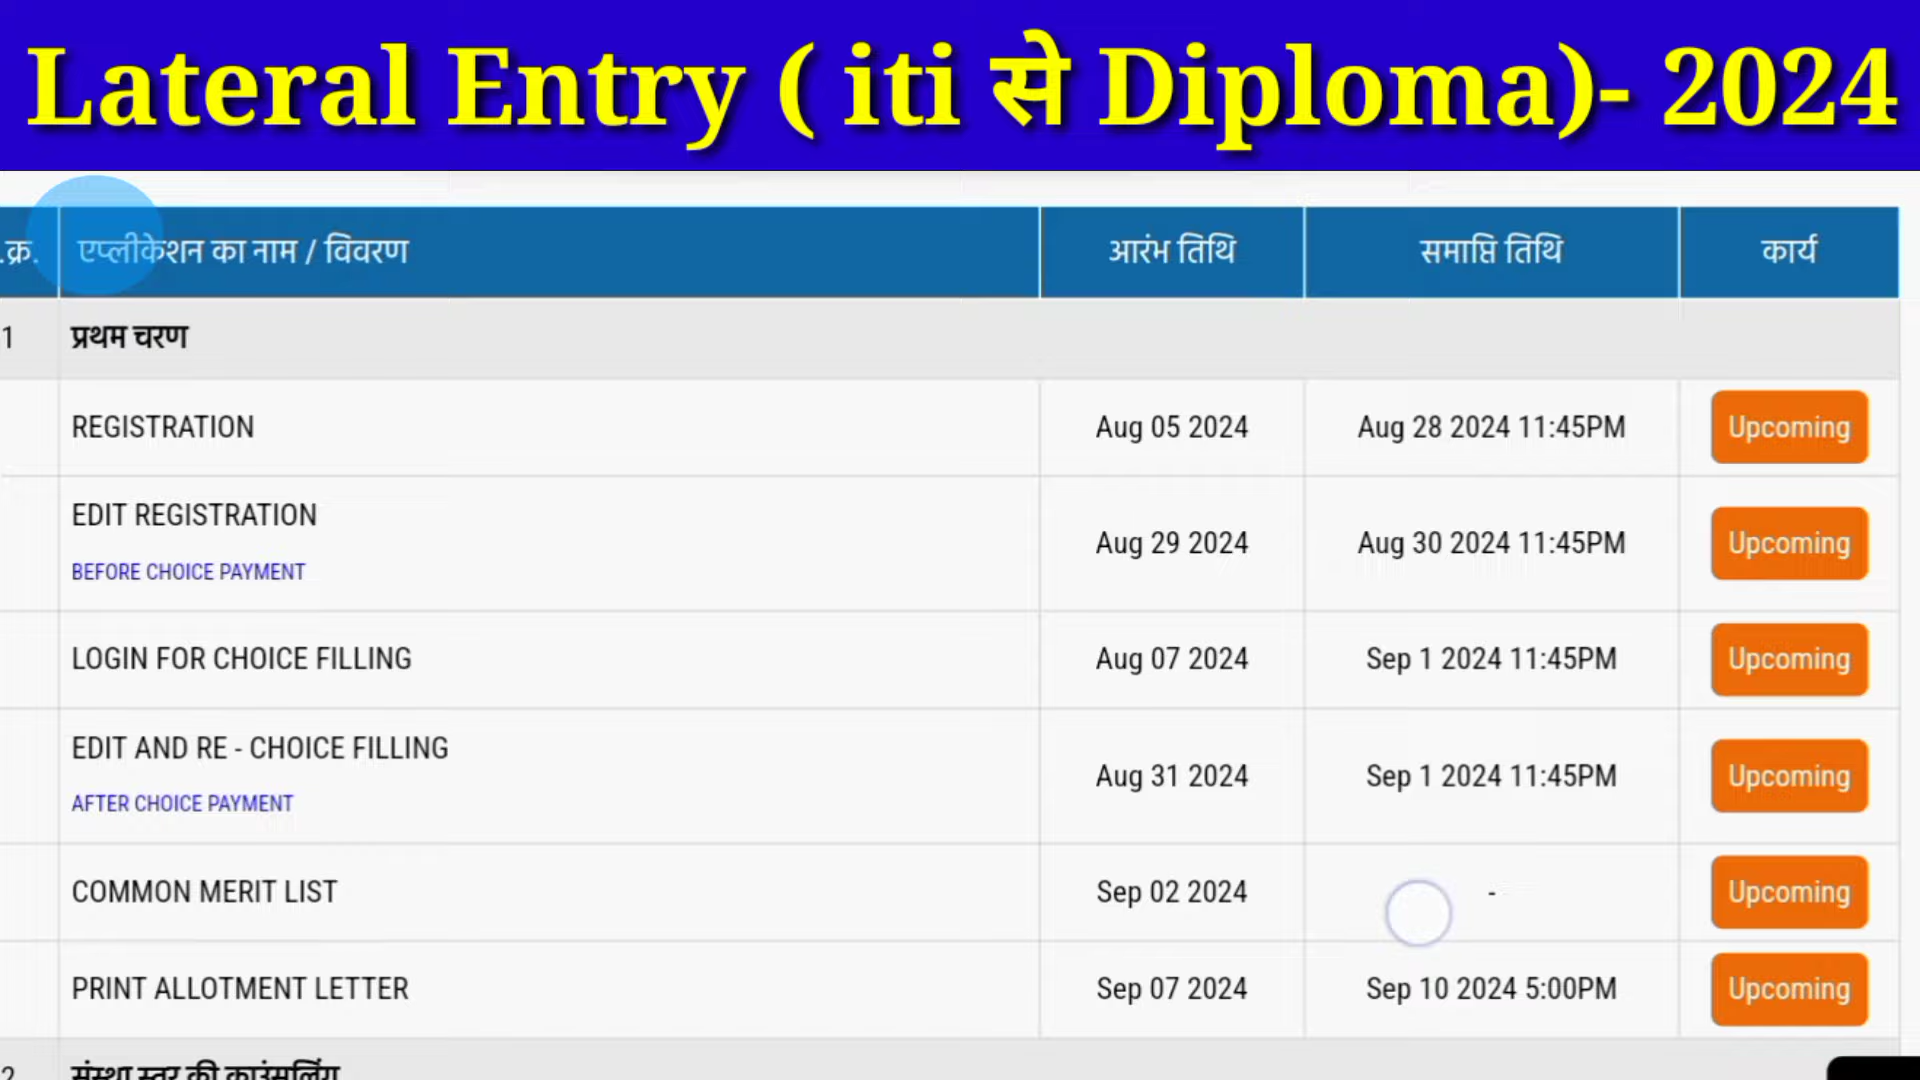 Lateral Entry ( iti से Diploma)- 2024
.क्र. एप्लीकेशन का नाम / विवरण आरंभ तिथि समाप्ति तिथि कार्य
1 प्रथम चरण
REGISTRATION Aug 05 2024 Aug 28 2024 11:45PM Upcoming
EDIT REGISTRATION
BEFORE CHOICE PAYMENT
Aug 29 2024 Aug 30 2024 11:45PM Upcoming
LOGIN FOR CHOICE FILLING Aug 07 2024 Sep 1 2024 11:45PM Upcoming
EDIT AND RE - CHOICE FILLING
AFTER CHOICE PAYMENT
Aug 31 2024 Sep 1 2024 11:45PM Upcoming
COMMON MERIT LIST Sep 02 2024 - Upcoming
PRINT ALLOTMENT LETTER Sep 07 2024 Sep 10 2024 5:00PM Upcoming
2 संस्था स्तर की काउंसलिंग